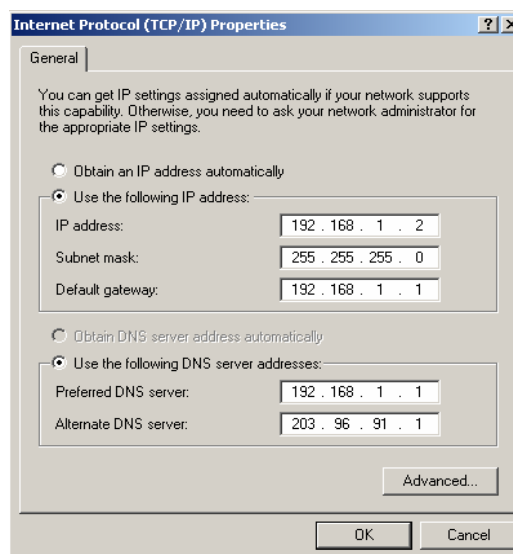 Internet Protocol (TCP/IP) Properties
General
You can get IP settings assigned automatically if your network supports
this capability. Otherwise, you need to ask your network administrator for
the appropriate IP settings.
Obtain an IP address automatically
Use the following IP address:
IP address: 192 . 168 . 1 . 2
Subnet mask: 255 . 255 . 255 . 0
Default gateway: 192 . 168 . 1 . 1
Obtain DNS server address automatically
Use the following DNS server addresses:
Preferred DNS server: 192 . 168 . 1 . 1
Alternate DNS server: 203 . 96 . 91 . 1
Advanced...
OK Cancel